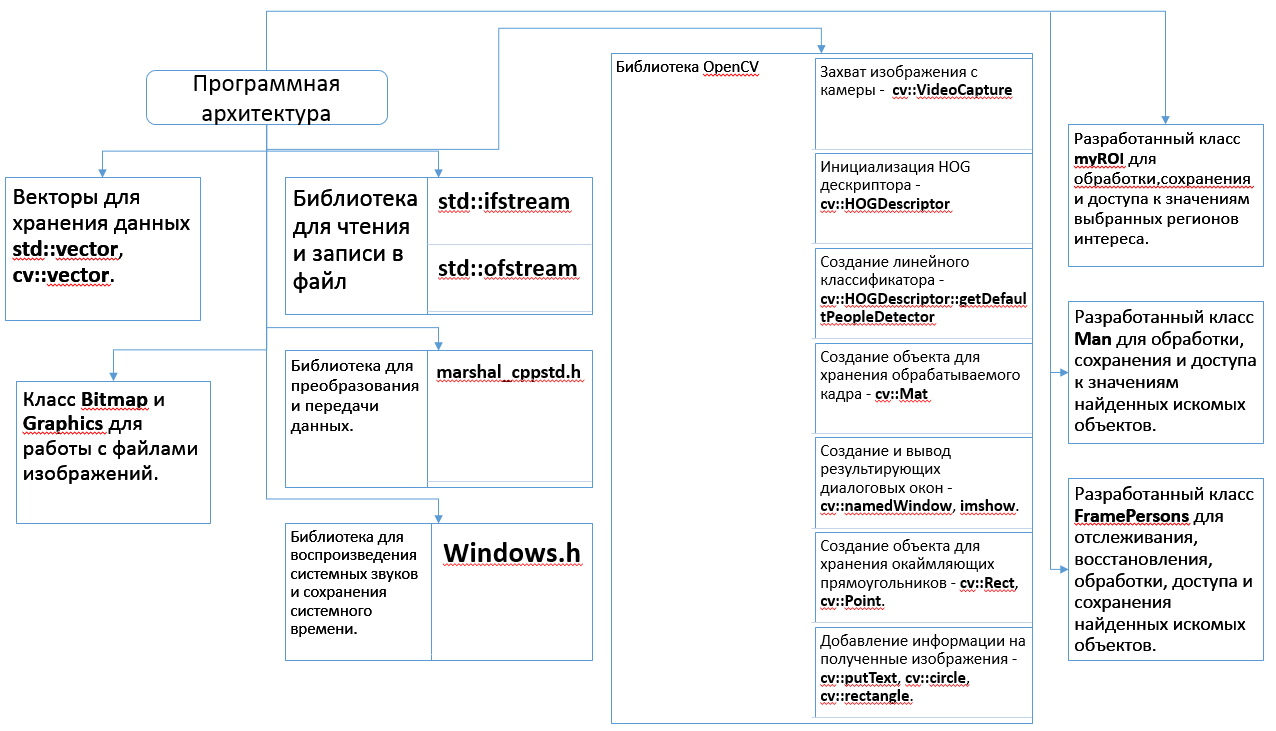 Программная
архитектура
Векторы для
хранения данных
std::vector,
cv::vector.
Класс Bitmap и
Graphics для
работы с файлами
изображений.
Библиотека
для чтения
и записи в
файл
std::ifstream
std::ofstream
Библиотека для
преобразования
и передачи
данных.
marshal_cppstd.h
Библиотека для
воспроизведения
системных звуков
и сохранения
системного
времени.
Windows.h
Библиотека OpenCV
Захват изображения с
камеры - cv::VideoCapture
Инициализация HOG
дескриптора -
cv::HOGDescriptor
Создание линейного
классификатора -
cv::HOGDescriptor::getDefaul
tPeopleDetector
Создание объекта для
хранения обрабатываемого
кадра - cv::Mat
Создание и вывод
результирующих
диалоговых окон -
cv::namedWindow, imshow.
Создание объекта для
хранения окаймляющих
прямоугольников - cv::Rect,
cv::Point.
Добавление информации на
полученные изображения -
cv::putText, cv::circle,
cv::rectangle.
Разработанный класс
myROI для
обработки,сохранения
и доступа к значениям
выбранных регионов
интереса.
Разработанный класс
Man для обработки,
сохранения и доступа
к значениям
найденных искомых
объектов.
Разработанный класс
FramePersons для
отслеживания,
восстановления,
обработки, доступа и
сохранения
найденных искомых
объектов.